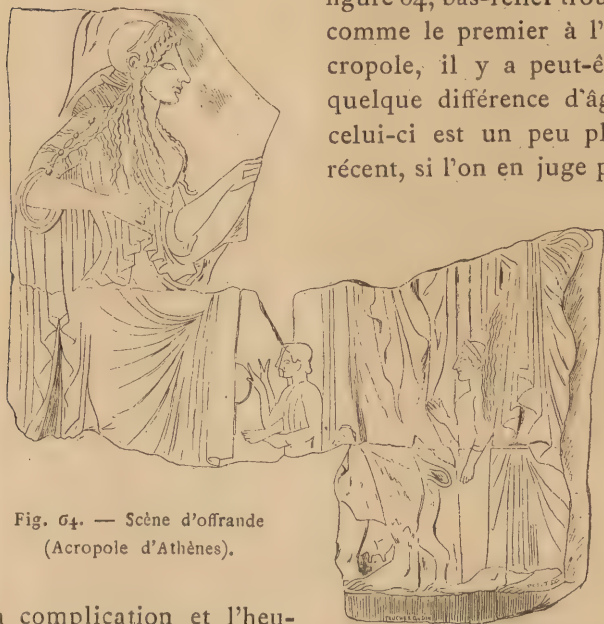 figure 64, bas-relief trou
comme le premier à l'
cropole, il y a peut-ê
quelque différence d'âg
celui-ci est un peu pl
récent, si l'on en juge p
Fig. 64. — Scène d'offrande
(Acropole d'Athènes).
complication et l'heu-